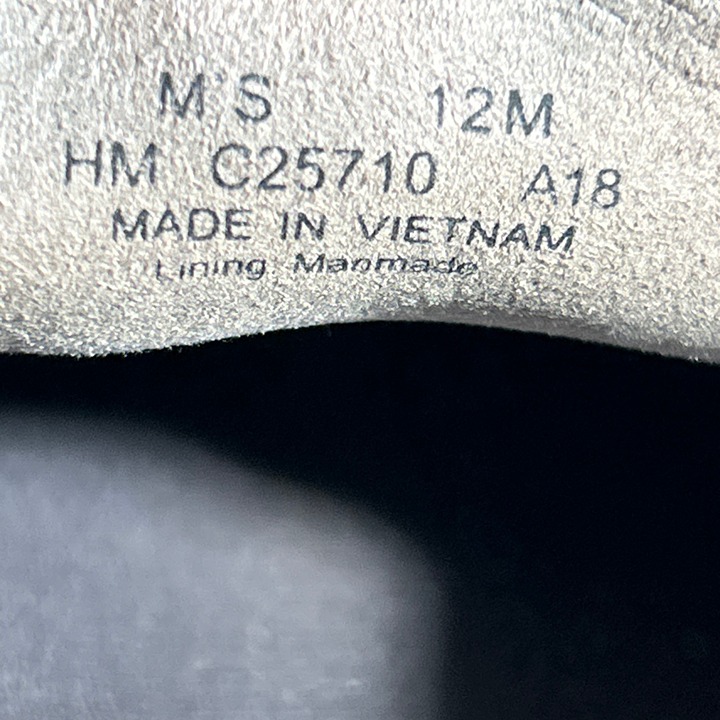 M'S 12M
HM C25710 A18
MADE IN VIETNAM
Lining: Manmade